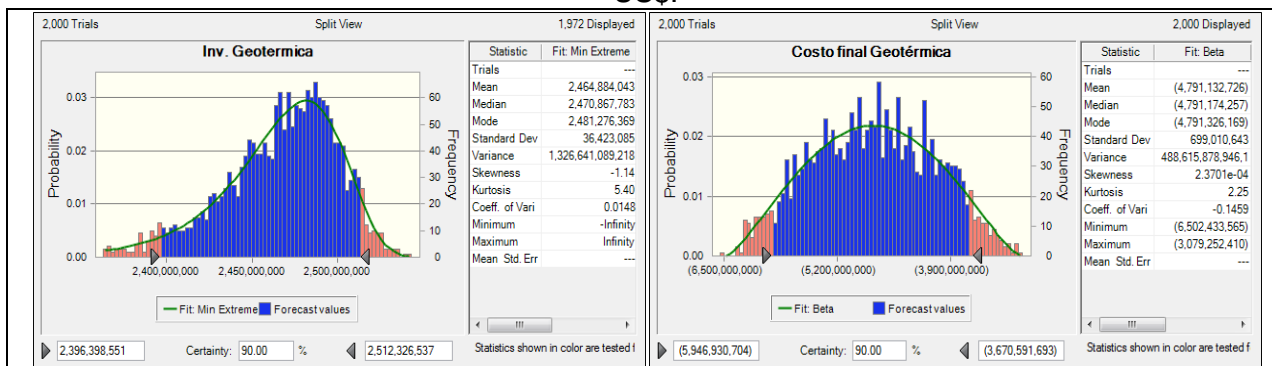 US$.
2,000 Trials Split View 1,972 Displayed
Inv. Geotermica
Probability
0.03
0.02
0.01
0.00
60
50
40
30
20
10
0
Frequency
2,400,000,000 2,450,000,000 2,500,000,000
Fit: Min Extreme Forecast values
Statistic Fit: Min Extreme
Trials ---
Mean 2,464,884,043
Median 2,470,867,783
Mode 2,481,276,369
Standard Dev 36,423,085
Variance 1,326,641,089,218
Skewness -1.14
Kurtosis 5.40
Coeff. of Vari 0.0148
Minimum -Infinity
Maximum Infinity
Mean Std. Err ---
2,396,398,551 Certainty: 90.00 % 2,512,326,537 Statistics shown in color are tested f
2,000 Trials Split View 2,000 Displayed
Costo final Geotérmica
Probability
0.03
0.02
0.01
0.00
60
50
40
30
20
10
0
Frequency
(6,500,000,000) (5,200,000,000) (3,900,000,000)
Fit: Beta Forecast values
Statistic Fit: Beta
Trials ---
Mean (4,791,132,726)
Median (4,791,174,257)
Mode (4,791,326,169)
Standard Dev 699,010,643
Variance 488,615,878,946,1
Skewness 2.3701e-04
Kurtosis 2.25
Coeff. of Vari -0.1459
Minimum (6,502,433,565)
Maximum (3,079,252,410)
Mean Std. Err ---
(5,946,930,704) Certainty: 90.00 % (3,670,591,693) Statistics shown in color are tested f